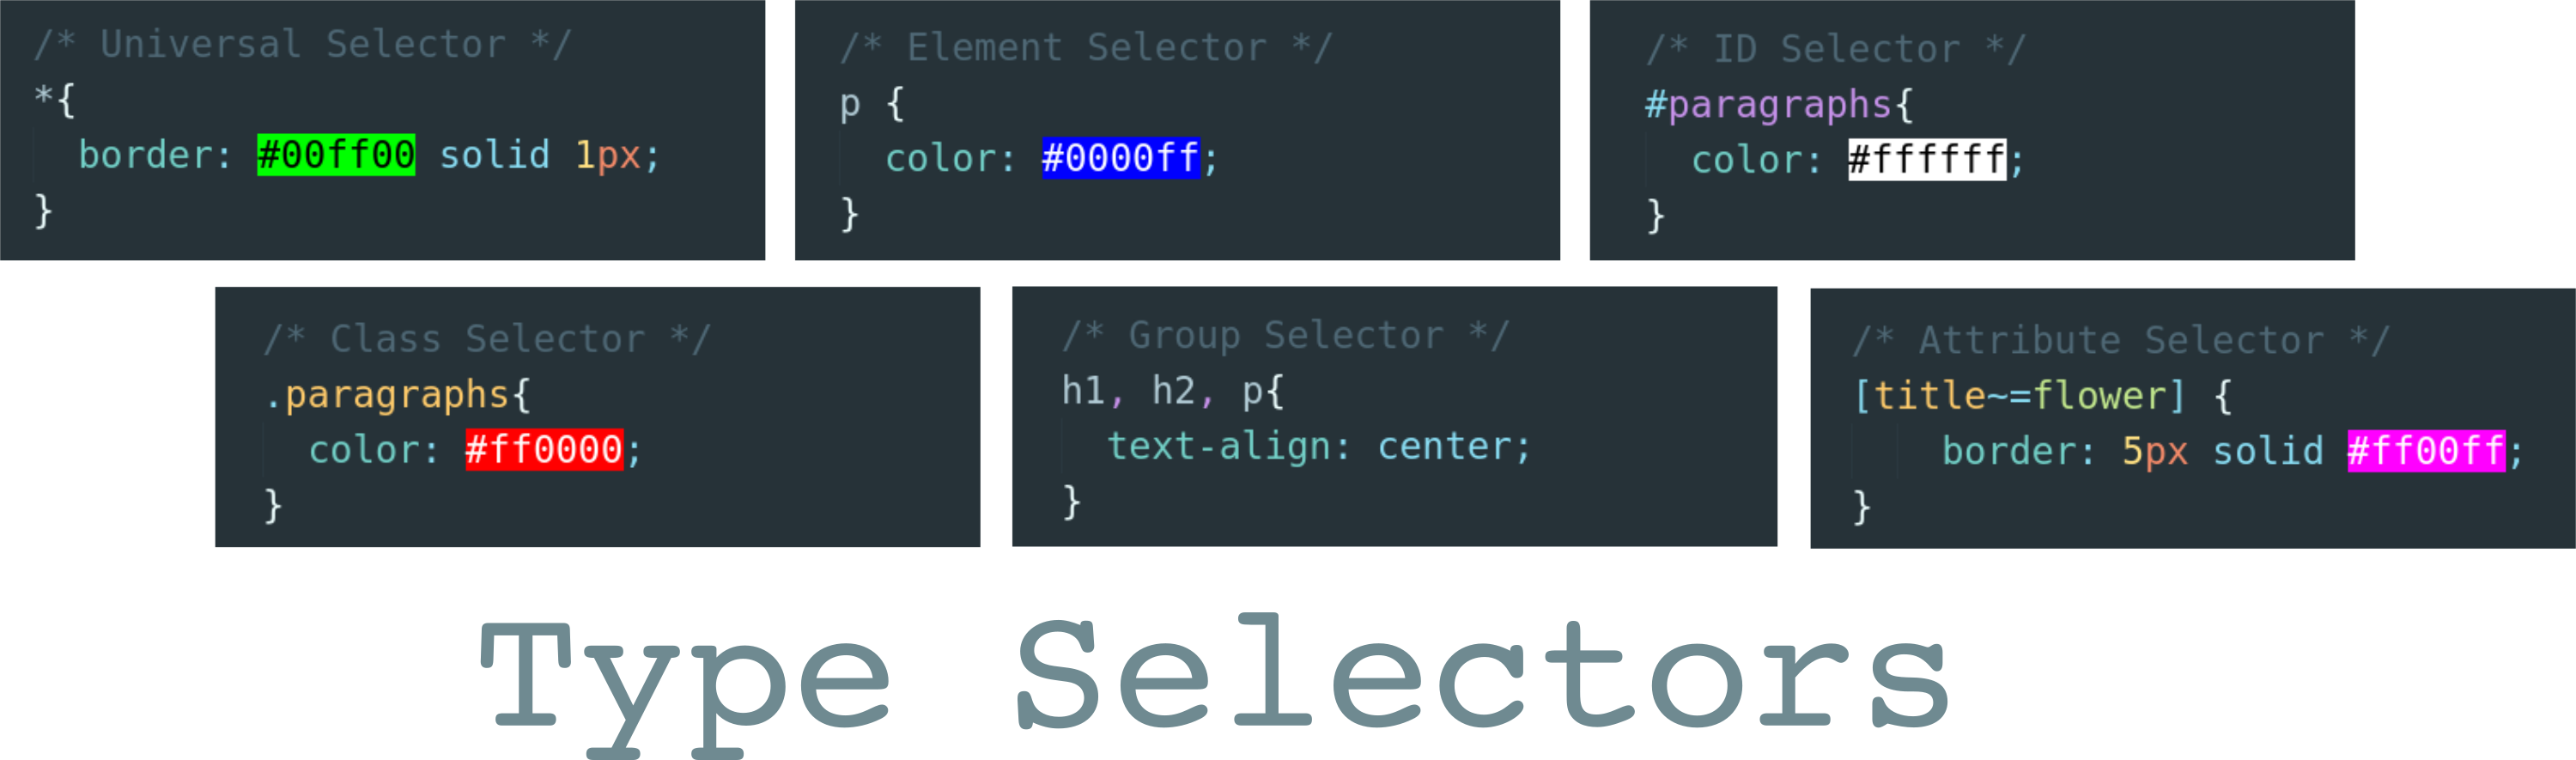 /* Universal Selector */
*{
  border: #00ff00 solid 1px;
}
/* Element Selector */
p {
  color: #0000ff;
}
/* ID Selector */
#paragraphs{
  color: #ffffff;
}
/* Class Selector */
.paragraphs{
  color: #ff0000;
}
/* Group Selector */
h1, h2, p{
  text-align: center;
}
/* Attribute Selector */
[title~=flower] {
    border: 5px solid #ff00ff;
}
Type Selectors